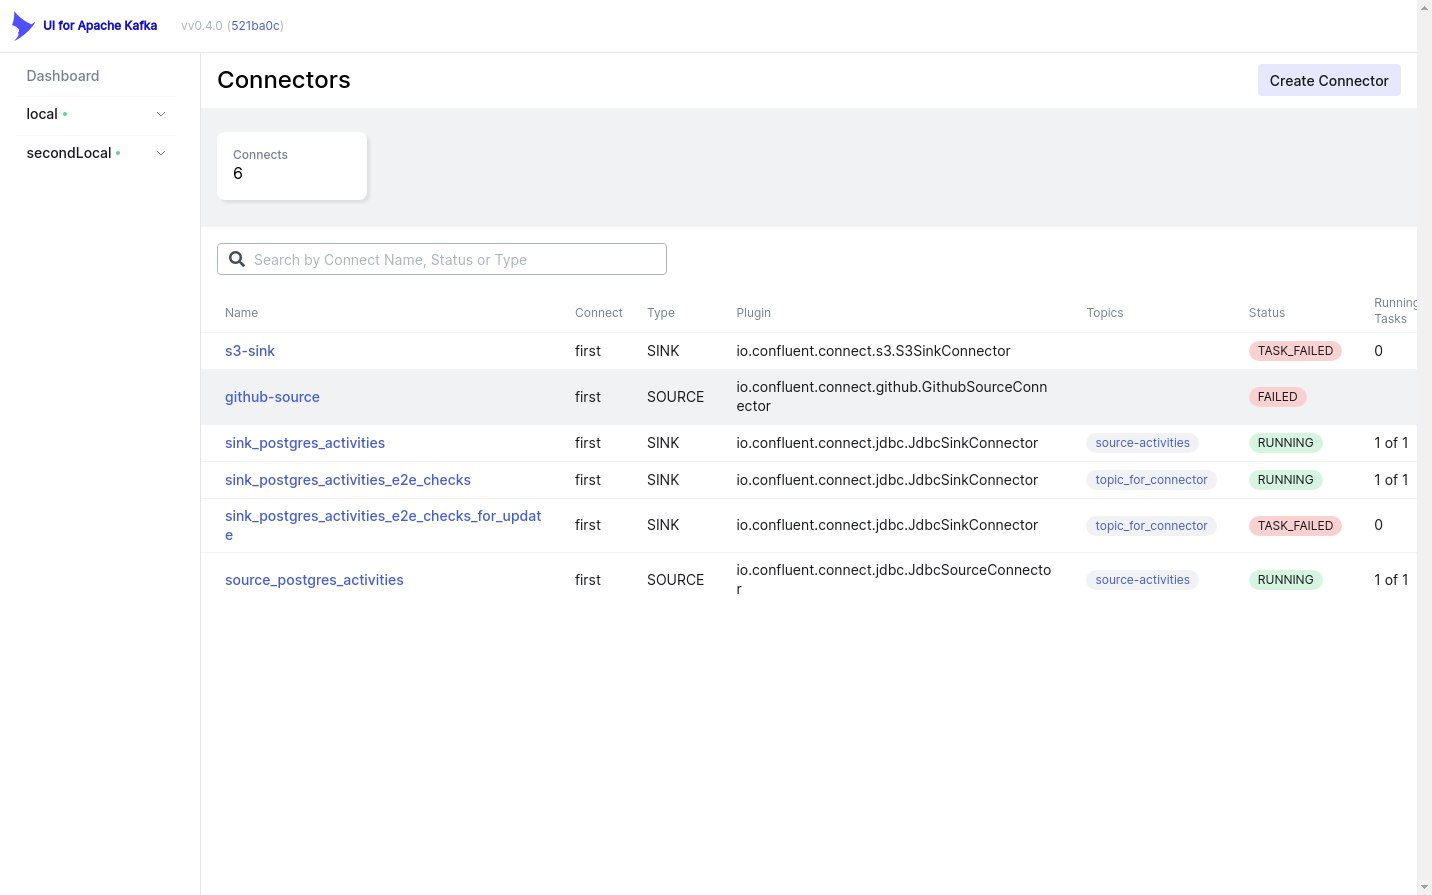 UI for Apache Kafka vv0.4.0 (521ba0c)
Dashboard
local
secondLocal
Connectors
Create Connector
Connects
6
Search by Connect Name, Status or Type
Name Connect Type Plugin Topics Status Running
Tasks
s3-sink first SINK io.confluent.connect.s3.S3SinkConnector TASK_FAILED 0
github-source first SOURCE io.confluent.connect.github.GithubSourceConn
ector FAILED
sink_postgres_activities first SINK io.confluent.connect.jdbc.JdbcSinkConnector source-activities RUNNING 1 of 1
sink_postgres_activities_e2e_checks first SINK io.confluent.connect.jdbc.JdbcSinkConnector topic_for_connector RUNNING 1 of 1
sink_postgres_activities_e2e_checks_for_updat
e first SINK io.confluent.connect.jdbc.JdbcSinkConnector topic_for_connector TASK_FAILED 0
source_postgres_activities first SOURCE io.confluent.connect.jdbc.JdbcSourceConnecto
r source-activities RUNNING 1 of 1